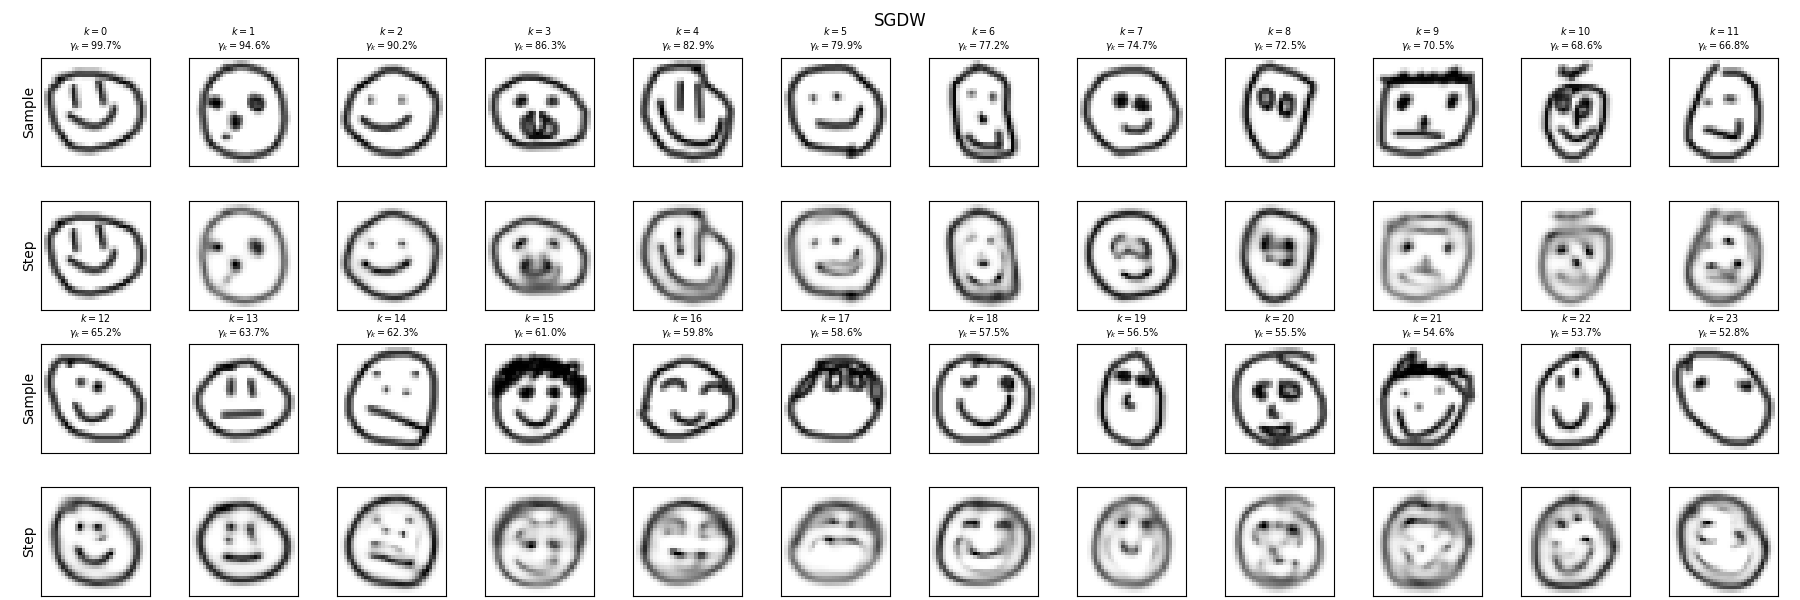 SGDW
k = 0 k = 1 k = 2 k = 3 k = 4 k = 5 k = 6 k = 7 k = 8 k = 9 k = 10 k = 11
γk = 99.7% γk = 94.6% γk = 90.2% γk = 86.3% γk = 82.9% γk = 79.9% γk = 77.2% γk = 74.7% γk = 72.5% γk = 70.5% γk = 68.6% γk = 66.8%
Sample
Step
k = 12 k = 13 k = 14 k = 15 k = 16 k = 17 k = 18 k = 19 k = 20 k = 21 k = 22 k = 23
γk = 65.2% γk = 63.7% γk = 62.3% γk = 61.0% γk = 59.8% γk = 58.6% γk = 57.5% γk = 56.5% γk = 55.5% γk = 54.6% γk = 53.7% γk = 52.8%
Sample
Step